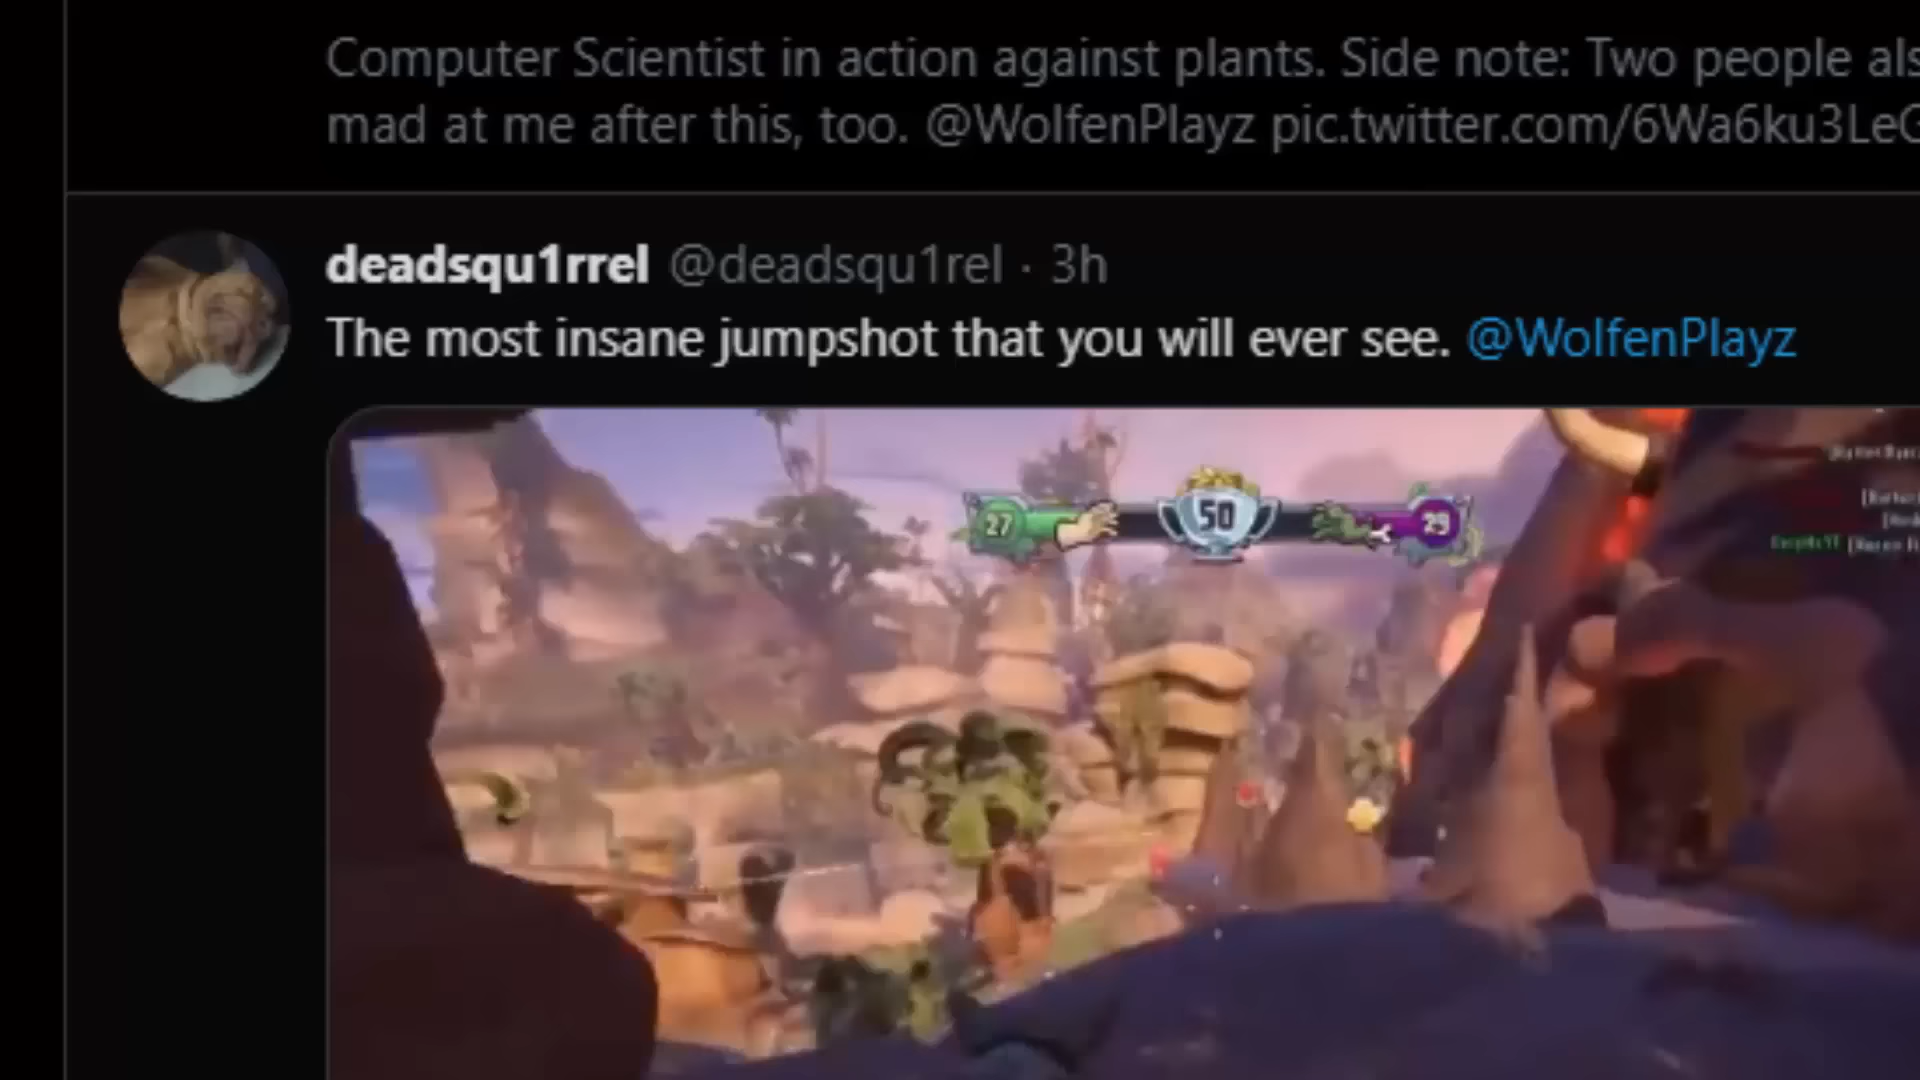 Computer Scientist in action against plants. Side note: Two people als
mad at me after this, too. @WolfenPlayz pic.twitter.com/6Wa6ku3LeG
deadsqu1rrel @deadsqu1rel · 3h
The most insane jumpshot that you will ever see. @WolfenPlayz
27 50 29